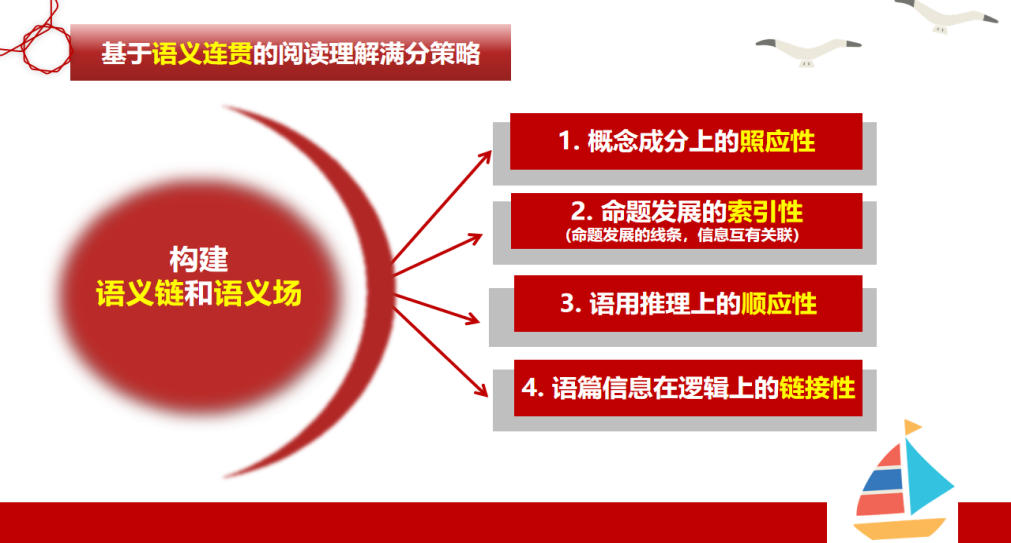 基于语义连贯的阅读理解满分策略
构建
语义链和语义场
1. 概念成分上的照应性
2. 命题发展的索引性
(命题发展的线条，信息互有关联)
3. 语用推理上的顺应性
4. 语篇信息在逻辑上的链接性